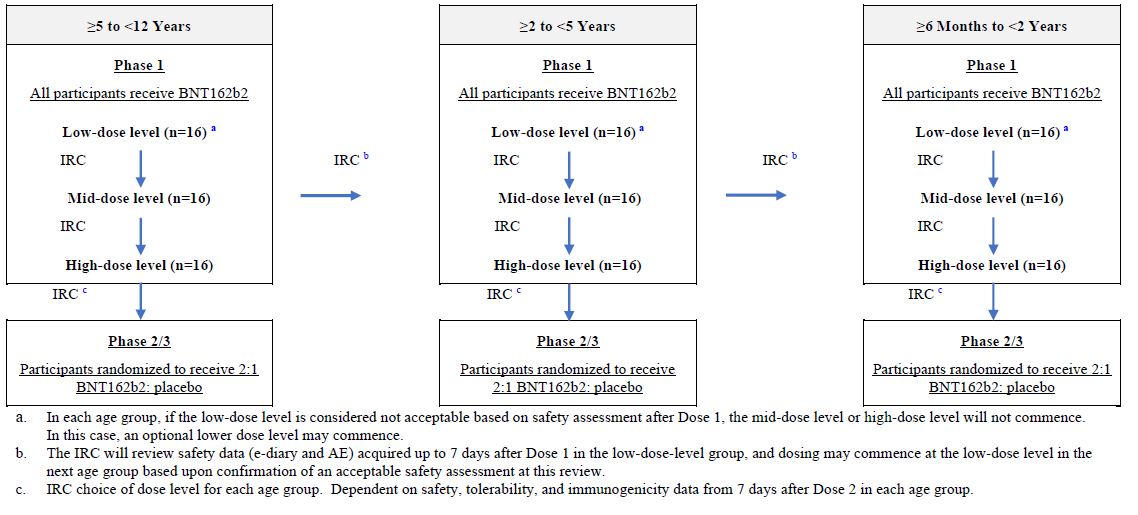 ≥5 to <12 Years
Phase 1
All participants receive BNT162b2
Low-dose level (n=16) a
IRC
Mid-dose level (n=16)
IRC
High-dose level (n=16)
IRC c
Phase 2/3
Participants randomized to receive 2:1
BNT162b2: placebo
IRC b
≥2 to <5 Years
Phase 1
All participants receive BNT162b2
Low-dose level (n=16) a
IRC
Mid-dose level (n=16)
IRC
High-dose level (n=16)
IRC c
Phase 2/3
Participants randomized to receive
2:1 BNT162b2: placebo
IRC b
≥6 Months to <2 Years
Phase 1
All participants receive BNT162b2
Low-dose level (n=16) a
IRC
Mid-dose level (n=16)
IRC
High-dose level (n=16)
IRC c
Phase 2/3
Participants randomized to receive 2:1
BNT162b2: placebo
a. In each age group, if the low-dose level is considered not acceptable based on safety assessment after Dose 1, the mid-dose level or high-dose level will not commence.
In this case, an optional lower dose level may commence.
b. The IRC will review safety data (e-diary and AE) acquired up to 7 days after Dose 1 in the low-dose-level group, and dosing may commence at the low-dose level in the
next age group based upon confirmation of an acceptable safety assessment at this review.
c. IRC choice of dose level for each age group. Dependent on safety, tolerability, and immunogenicity data from 7 days after Dose 2 in each age group.